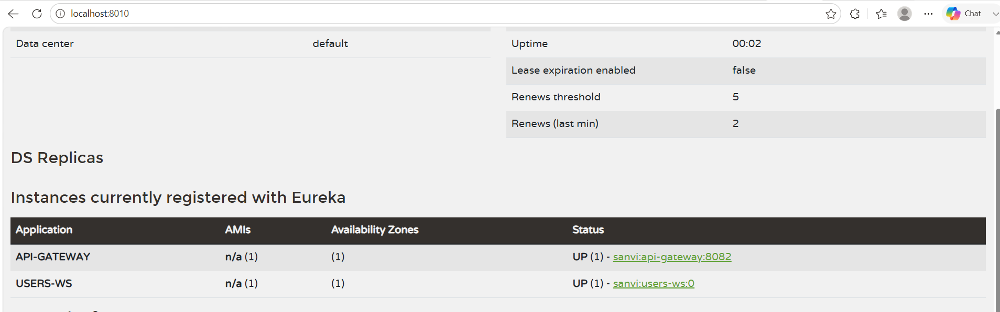 localhost:8010
Chat
Data center default
Uptime 00:02
Lease expiration enabled false
Renews threshold 5
Renews (last min) 2
DS Replicas
Instances currently registered with Eureka
Application AMIs Availability Zones Status
API-GATEWAY n/a (1) (1) UP (1) - sanvi:api-gateway:8082
USERS-WS n/a (1) (1) UP (1) - sanvi:users-ws:0